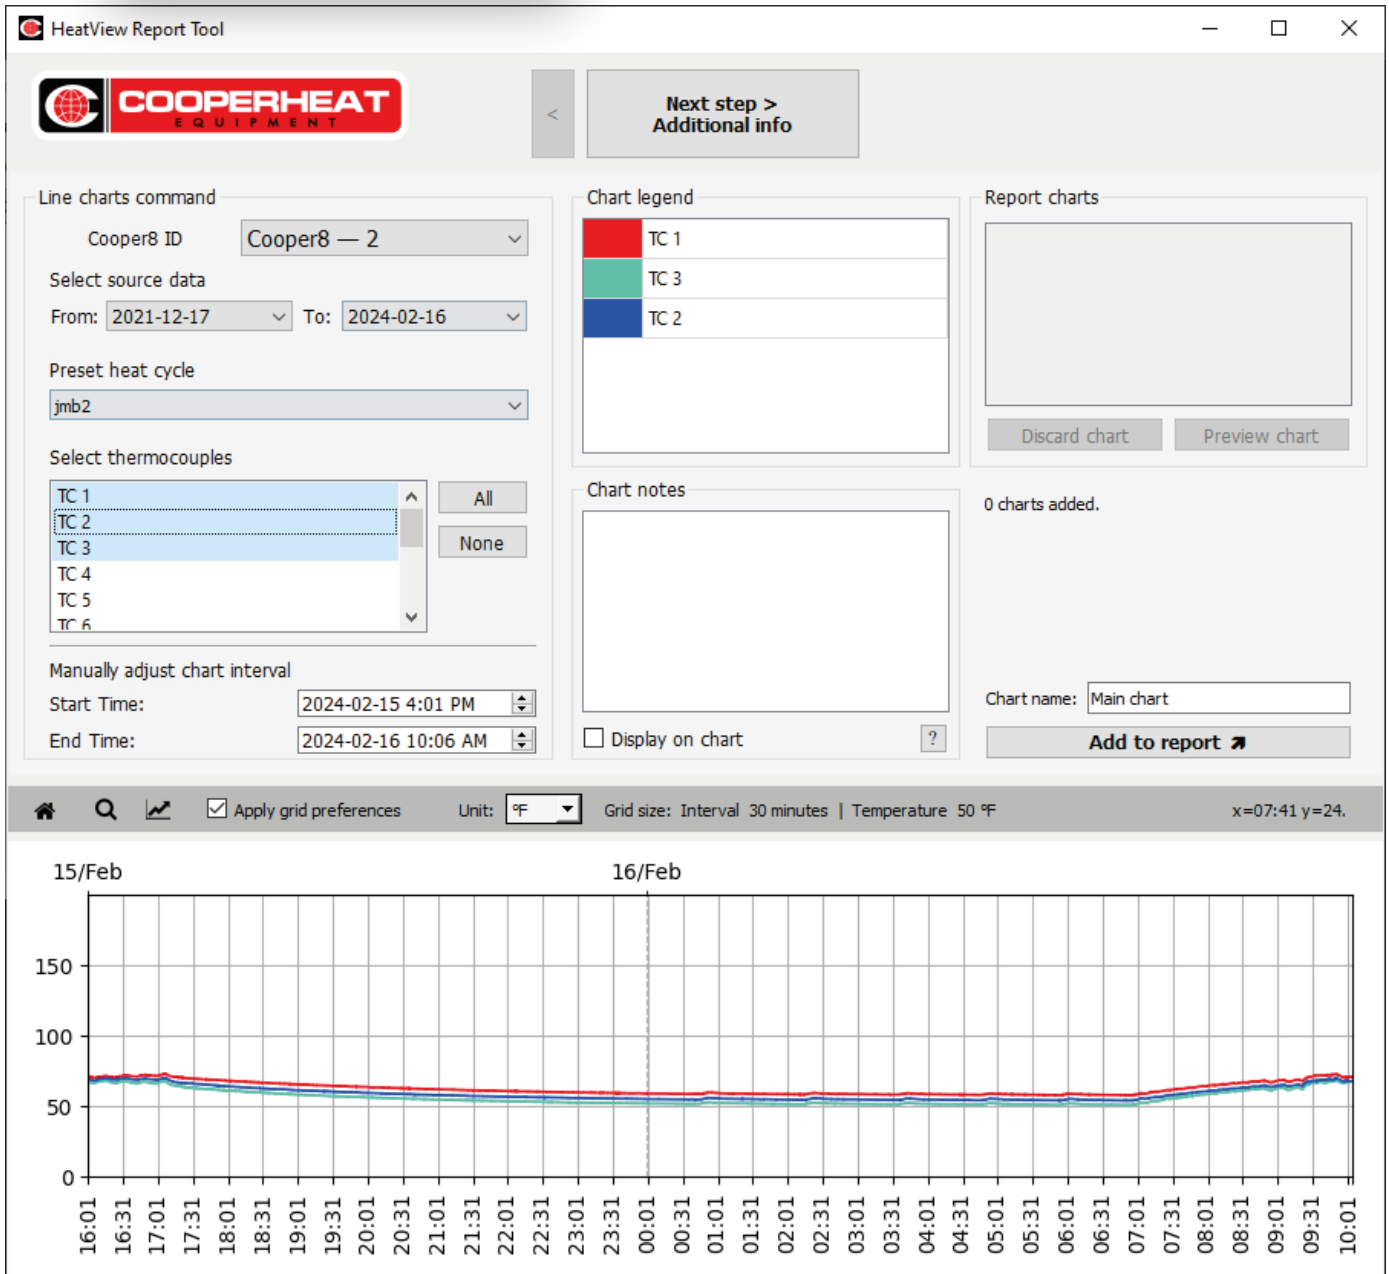 HeatView Report Tool
COOPERHEAT
EQUIPMENT
<
Next step >
Additional info
Line charts command
Cooper8 ID
Cooper8 — 2
Select source data
From: 2021-12-17 To: 2024-02-16
Preset heat cycle
jmb2
Select thermocouples
TC 1
TC 2
TC 3
TC 4
TC 5
TC 6
All
None
Manually adjust chart interval
Start Time: 2024-02-15 4:01 PM
End Time: 2024-02-16 10:06 AM
Chart legend
TC 1
TC 3
TC 2
Chart notes
Display on chart
?
Report charts
Discard chart
Preview chart
0 charts added.
Chart name: Main chart
Add to report
Apply grid preferences
Unit: °F
Grid size: Interval 30 minutes | Temperature 50 °F
x=07:41 y=24.
15/Feb
16/Feb
150
100
50
0
16:01
16:31
17:01
17:31
18:01
18:31
19:01
19:31
20:01
20:31
21:01
21:31
22:01
22:31
23:01
23:31
00:01
00:31
01:01
01:31
02:01
02:31
03:01
03:31
04:01
04:31
05:01
05:31
06:01
06:31
07:01
07:31
08:01
08:31
09:01
09:31
10:01